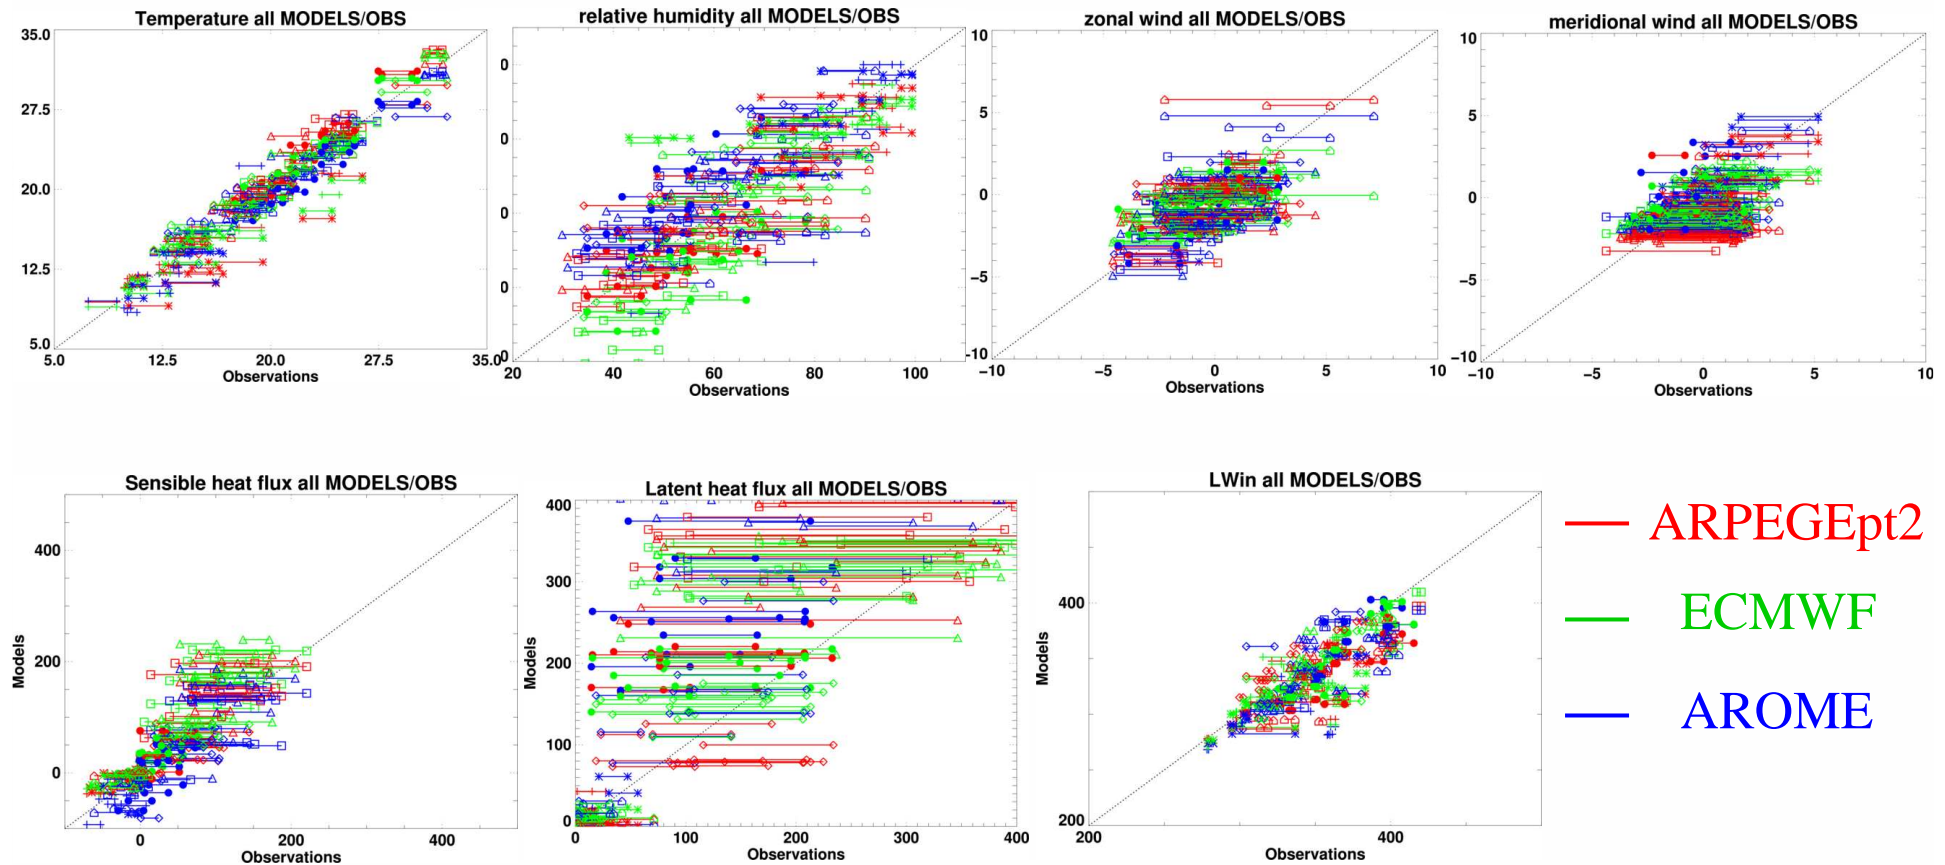 Temperature all MODELS/OBS
35.0
27.5
20.0
12.5
5.0
5.0 12.5 20.0 27.5 35.0
Observations
relative humidity all MODELS/OBS
0
0
0
0
0
20 40 60 80 100
Observations
zonal wind all MODELS/OBS
10
5
0
−5
−10
−10 −5 0 5 10
Observations
meridional wind all MODELS/OBS
10
5
0
−5
−10
−10 −5 0 5 10
Observations
Sensible heat flux all MODELS/OBS
Models
400
200
0
0 200 400
Observations
Latent heat flux all MODELS/OBS
Models
400
300
200
100
0
0 100 200 300 400
Observations
LWin all MODELS/OBS
Models
400
200
200 400
Observations
ARPEGEpt2
ECMWF
AROME